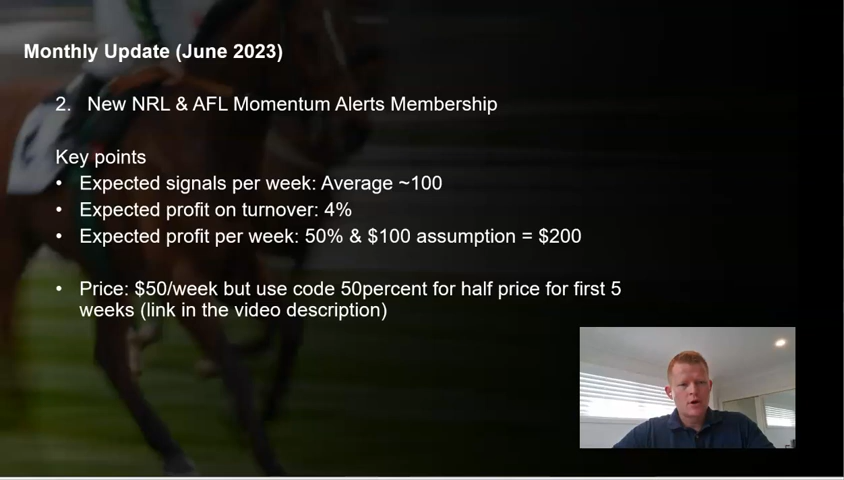 Monthly Update (June 2023)
2. New NRL & AFL Momentum Alerts Membership
Key points
• Expected signals per week: Average ~100
• Expected profit on turnover: 4%
• Expected profit per week: 50% & $100 assumption = $200
• Price: $50/week but use code 50percent for half price for first 5
weeks (link in the video description)